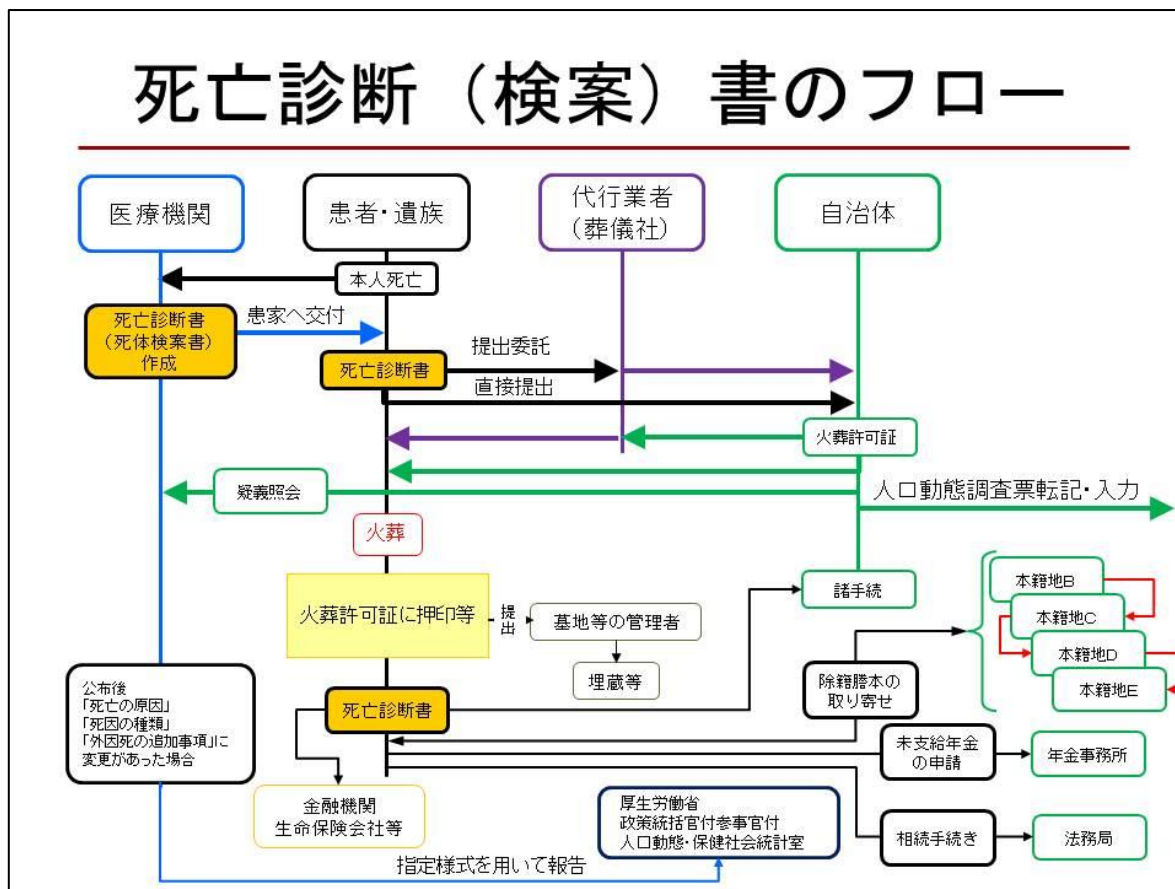 死亡診断（検案）書のフロー
医療機関
患者・遺族
代行業者
（葬儀社）
自治体
本人死亡
死亡診断書
（死体検案書）
作成
患家へ交付
死亡診断書
提出委託
直接提出
火葬許可証
疑義照会
人口動態調査票転記・入力
火葬
火葬許可証に押印等
提
出
墓地等の管理者
埋蔵等
諸手続
本籍地B
本籍地C
本籍地D
本籍地E
除籍謄本の
取り寄せ
公布後
「死亡の原因」
「死因の種類」
「外因死の追加事項」に
変更があった場合
死亡診断書
未支給年金
の申請
年金事務所
金融機関
生命保険会社等
厚生労働省
政策統括官付参事官付
人口動態・保健社会統計室
相続手続き
法務局
指定様式を用いて報告